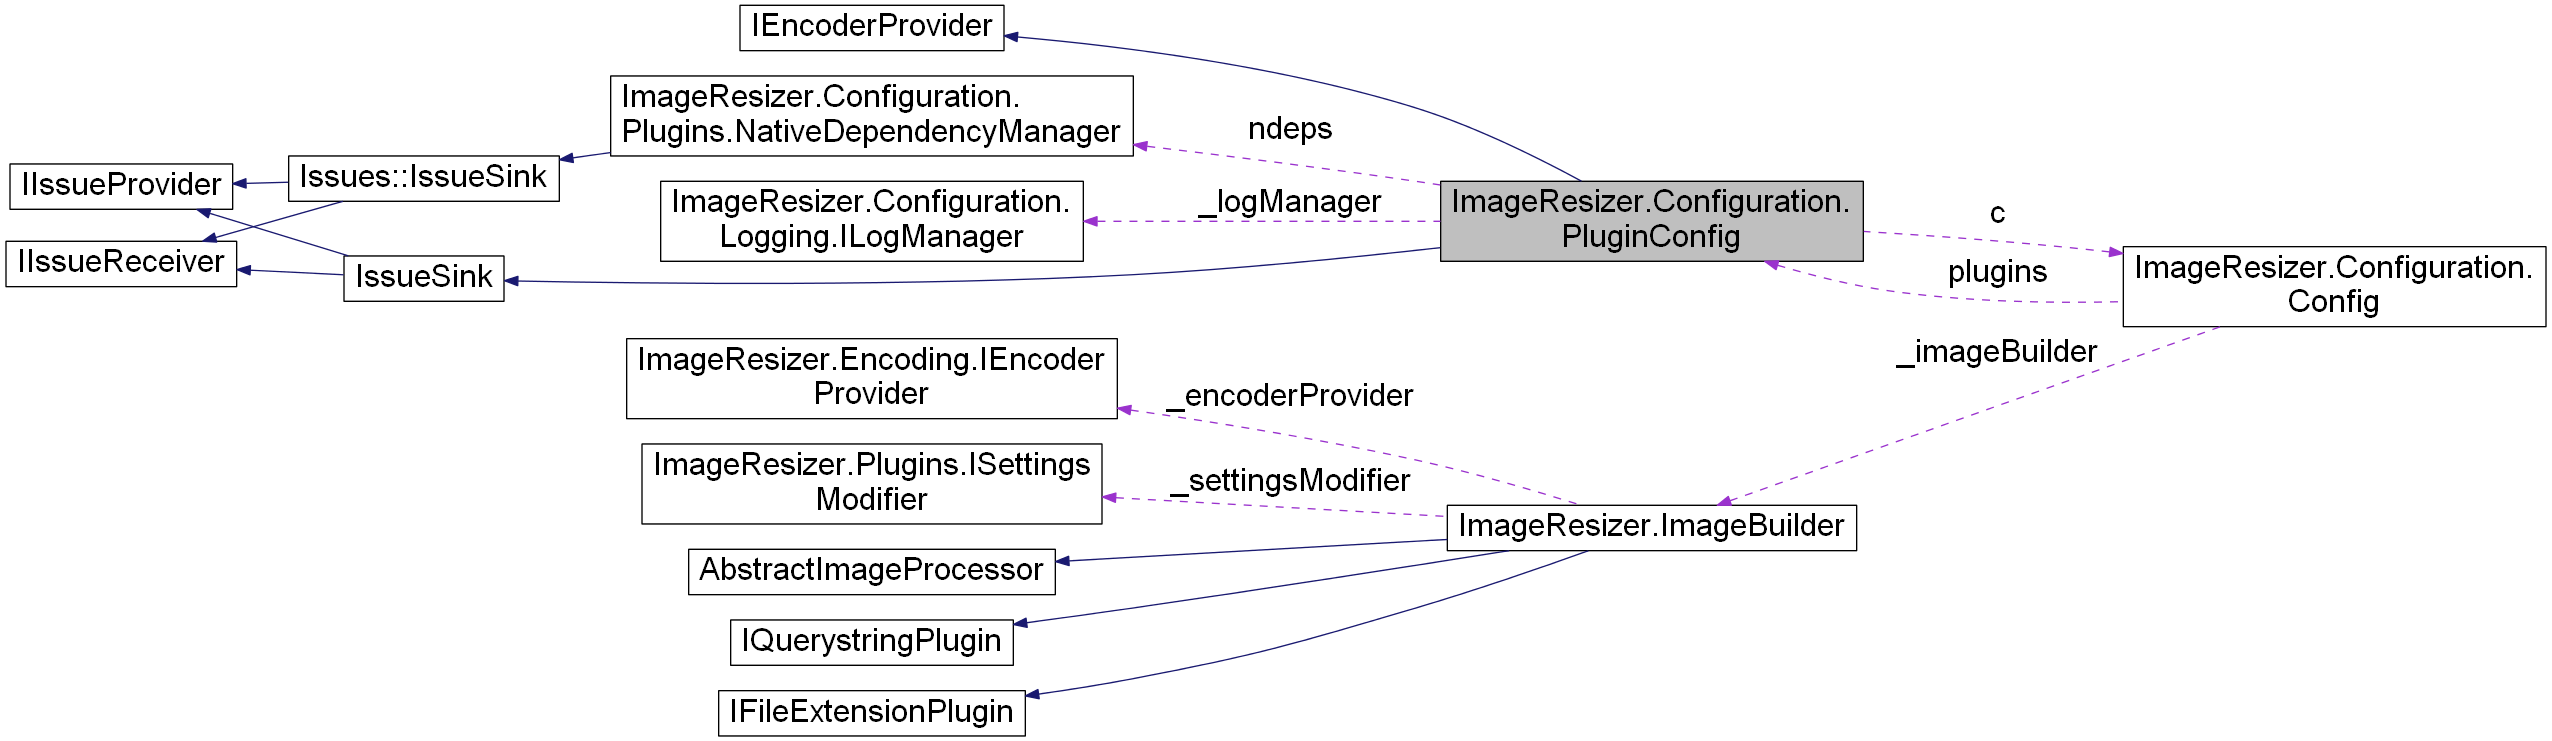 IEncoderProvider
ImageResizer.Configuration.
Plugins.NativeDependencyManager
ndeps
IIssueProvider
Issues::IssueSink
ImageResizer.Configuration.
Logging.ILogManager
_logManager
ImageResizer.Configuration.
PluginConfig
c
IIssueReceiver
IssueSink
plugins
ImageResizer.Configuration.
Config
ImageResizer.Encoding.IEncoder
Provider
_encoderProvider
_imageBuilder
ImageResizer.Plugins.ISettings
Modifier
_settingsModifier
ImageResizer.ImageBuilder
AbstractImageProcessor
IQuerystringPlugin
IFileExtensionPlugin